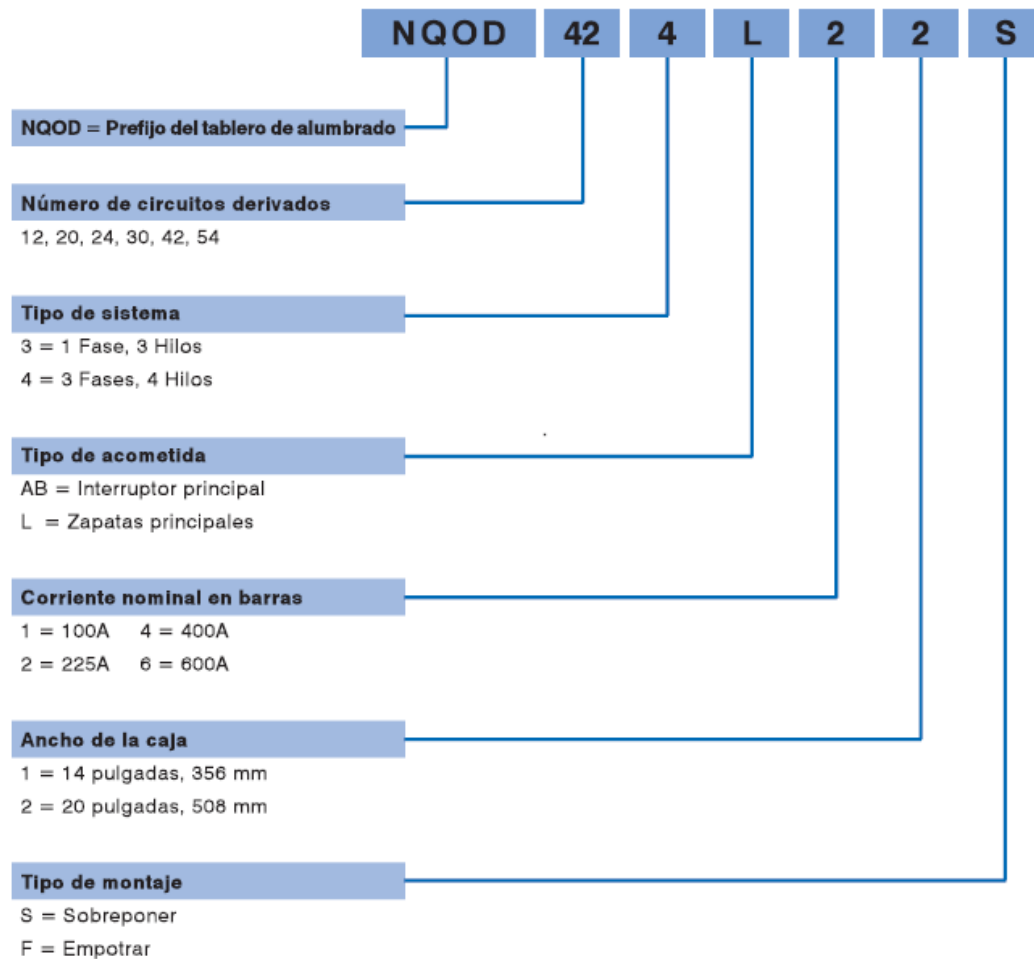 NQOD 42 4 L 2 2 S
NQOD = Prefijo del tablero de alumbrado
Número de circuitos derivados
12, 20, 24, 30, 42, 54
Tipo de sistema
3 = 1 Fase, 3 Hilos
4 = 3 Fases, 4 Hilos
Tipo de acometida
AB = Interruptor principal
L = Zapatas principales
Corriente nominal en barras
1 = 100A 4 = 400A
2 = 225A 6 = 600A
Ancho de la caja
1 = 14 pulgadas, 356 mm
2 = 20 pulgadas, 508 mm
Tipo de montaje
S = Sobreponer
F = Empotrar